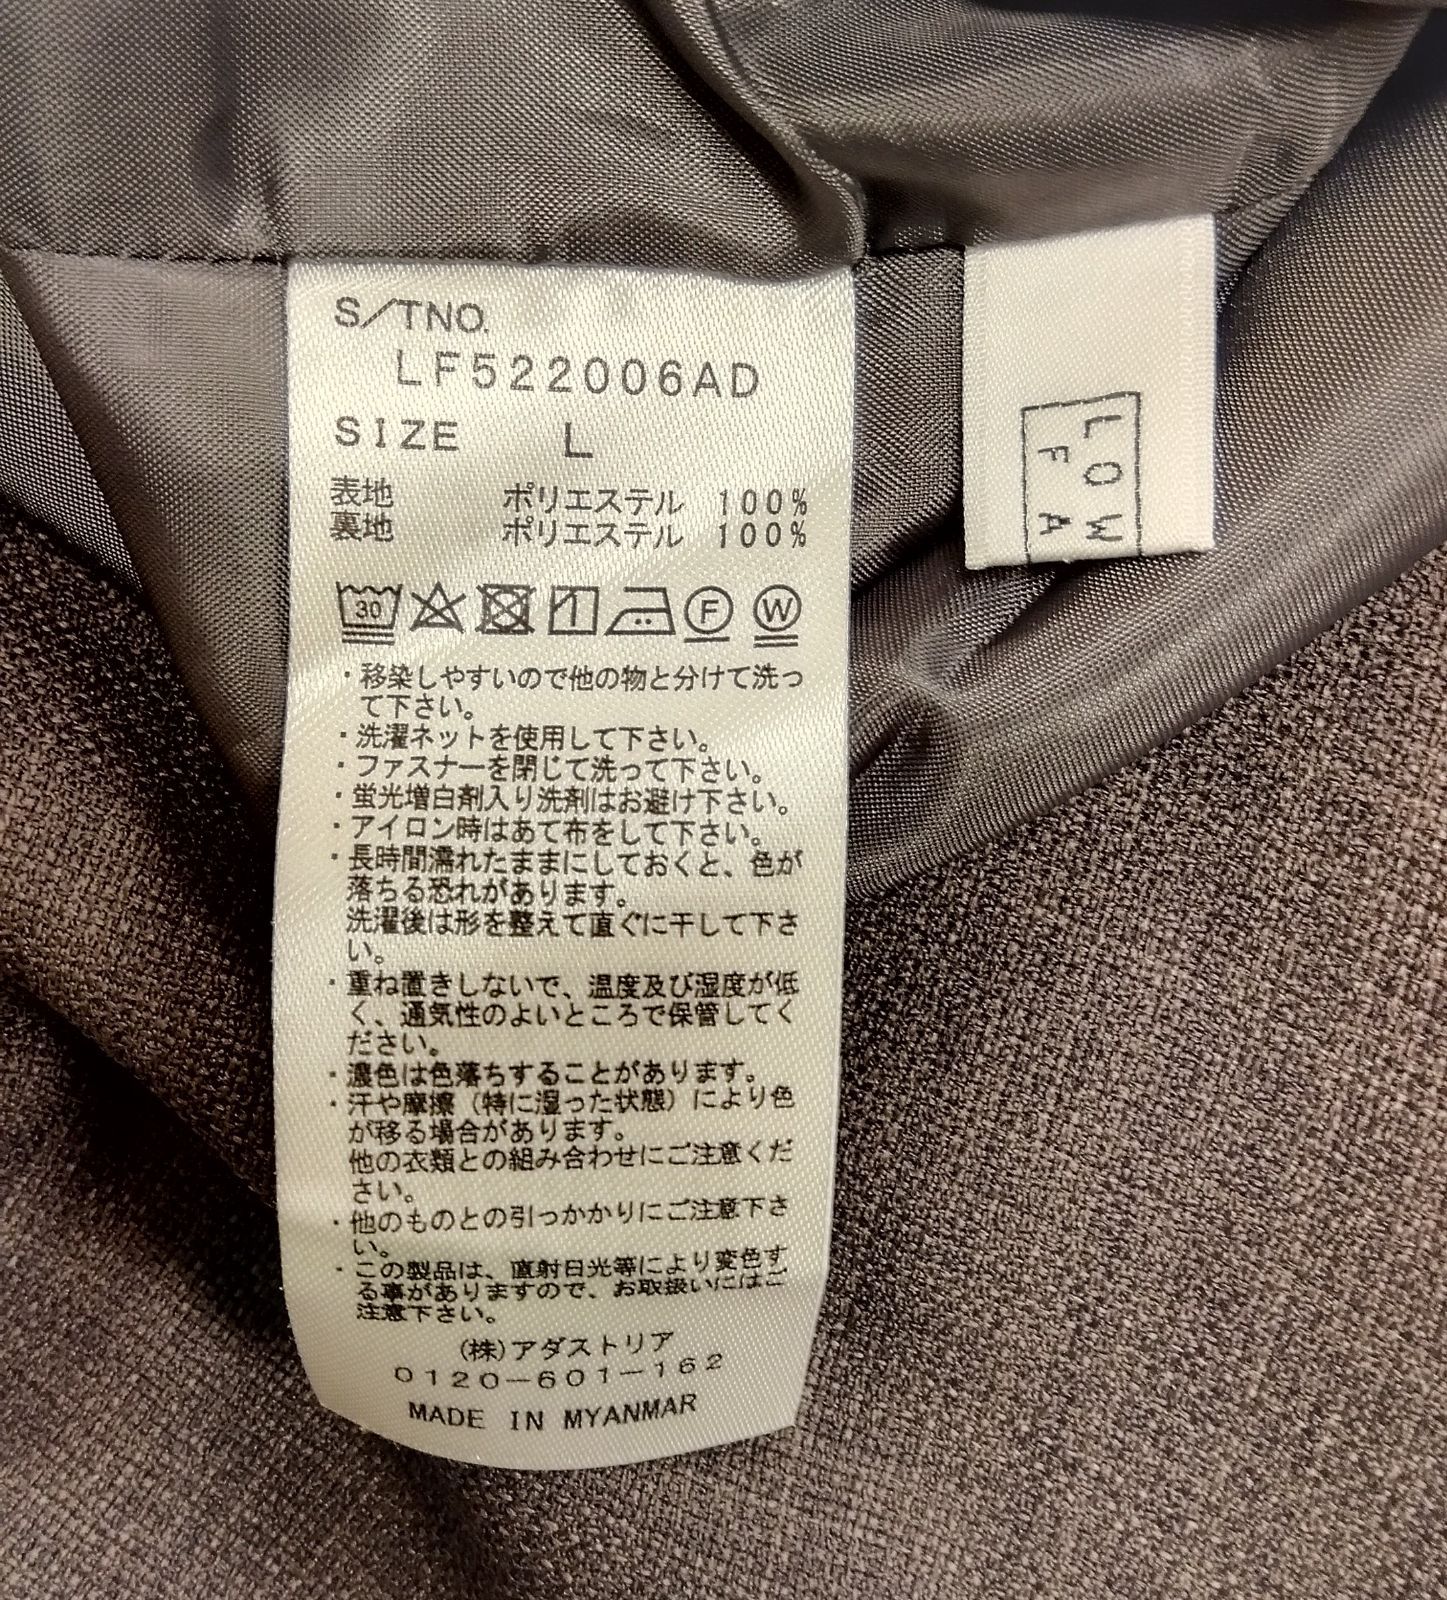 S/TNO.
LF522006AD
SIZE L
表地 ポリエステル 100%
裏地 ポリエステル 100%
30 F W
・移染しやすいので他の物と分けて洗っ
て下さい。
・洗濯ネットを使用して下さい。
・ファスナーを閉じて洗って下さい。
・蛍光増白剤入り洗剤はお避け下さい。
・アイロン時はあて布をして下さい。
・長時間濡れたままにしておくと、色が
落ちる恐れがあります。
洗濯後は形を整えて直ぐに干して下さ
い。
・重ね置きしないで、温度及び湿度が低
く、通気性のよいところで保管してく
ださい。
・濃色は色落ちすることがあります。
・汗や摩擦（特に湿った状態）により色
が移る場合があります。
他の衣類との組み合わせにご注意くだ
さい。
・他のものとの引っかかりにご注意下さ
い。
・この製品は、直射日光等により変色す
る事がありますので、お取扱いにはご
注意下さい。
(株)アダストリア
0120-601-162
MADE IN MYANMAR
LOW
FA